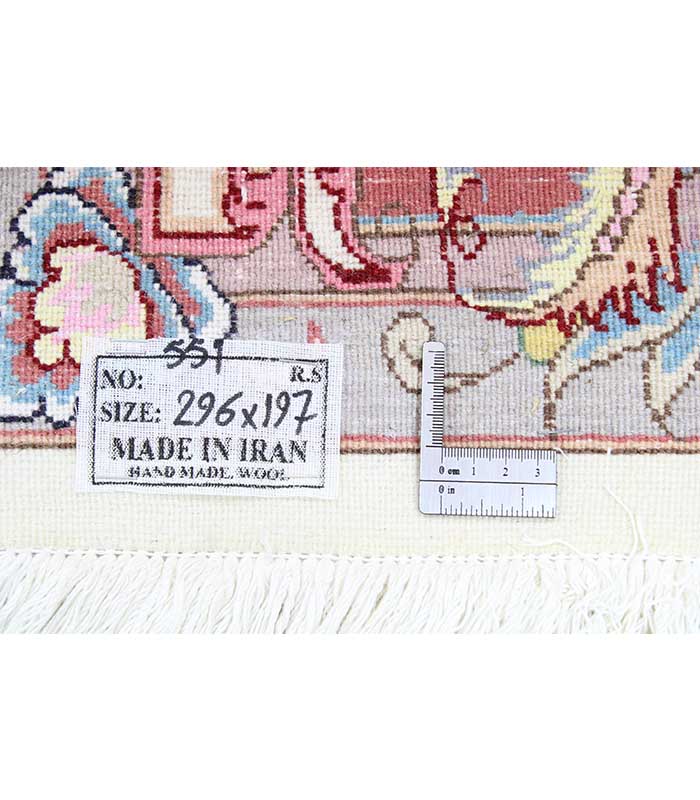 NO: 551 R.S
SIZE: 296x197
MADE IN IRAN
HAND MADE, WOOL
0 cm 1 2 3
0 in 1